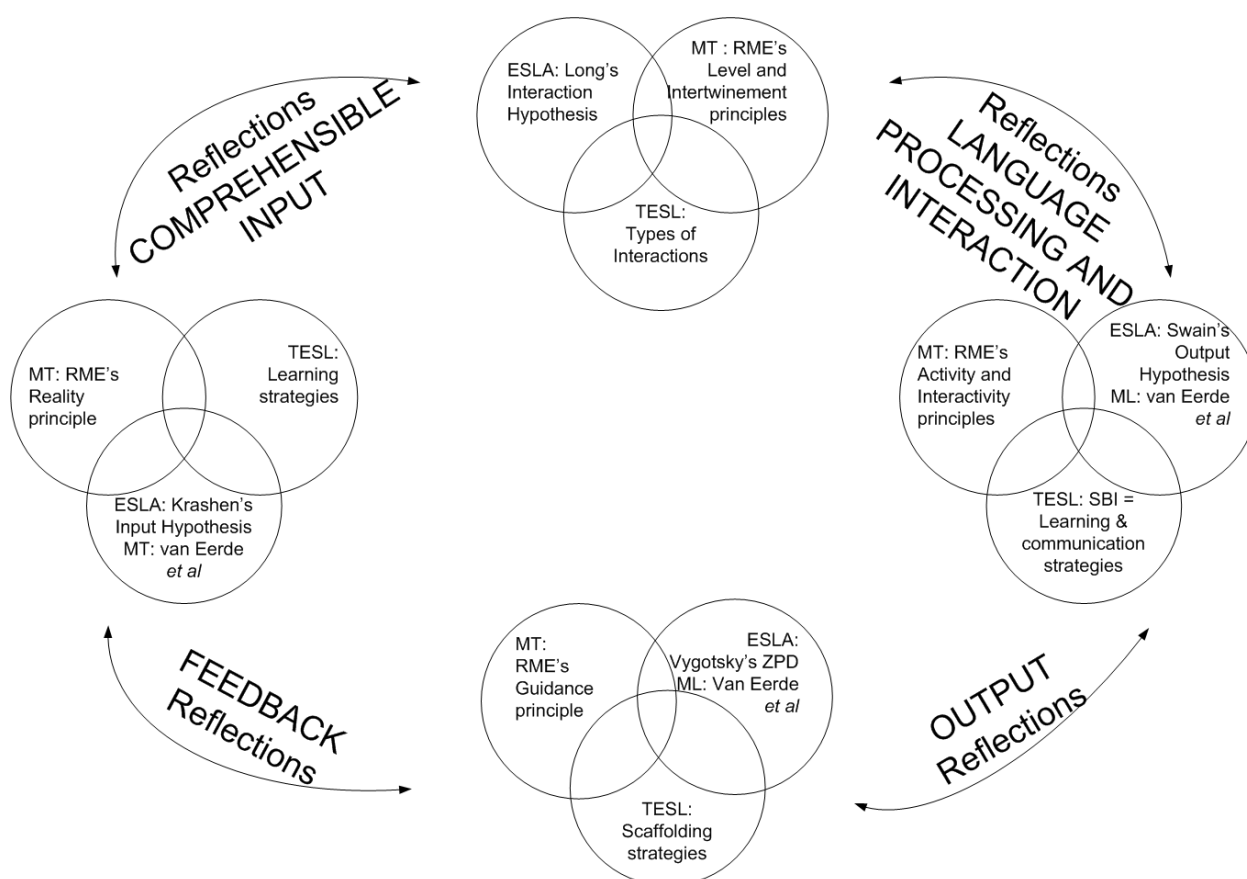 ESLA: Long's
Interaction
Hypothesis
MT : RME's
Level and
Intertwinement
principles
TESL:
Types of
Interactions
Reflections
COMPREHENSIBLE
INPUT
Reflections
LANGUAGE
PROCESSING AND
INTERACTION
MT: RME's
Reality
principle
TESL:
Learning
strategies
ESLA: Krashen's
Input Hypothesis
MT: van Eerde
et al
MT: RME's
Activity and
Interactivity
principles
ESLA: Swain's
Output
Hypothesis
ML: van Eerde
et al
TESL: SBI =
Learning &
communication
strategies
FEEDBACK
Reflections
MT:
RME's
Guidance
principle
ESLA:
Vygotsky's ZPD
ML: Van Eerde
et al
TESL:
Scaffolding
strategies
OUTPUT
Reflections